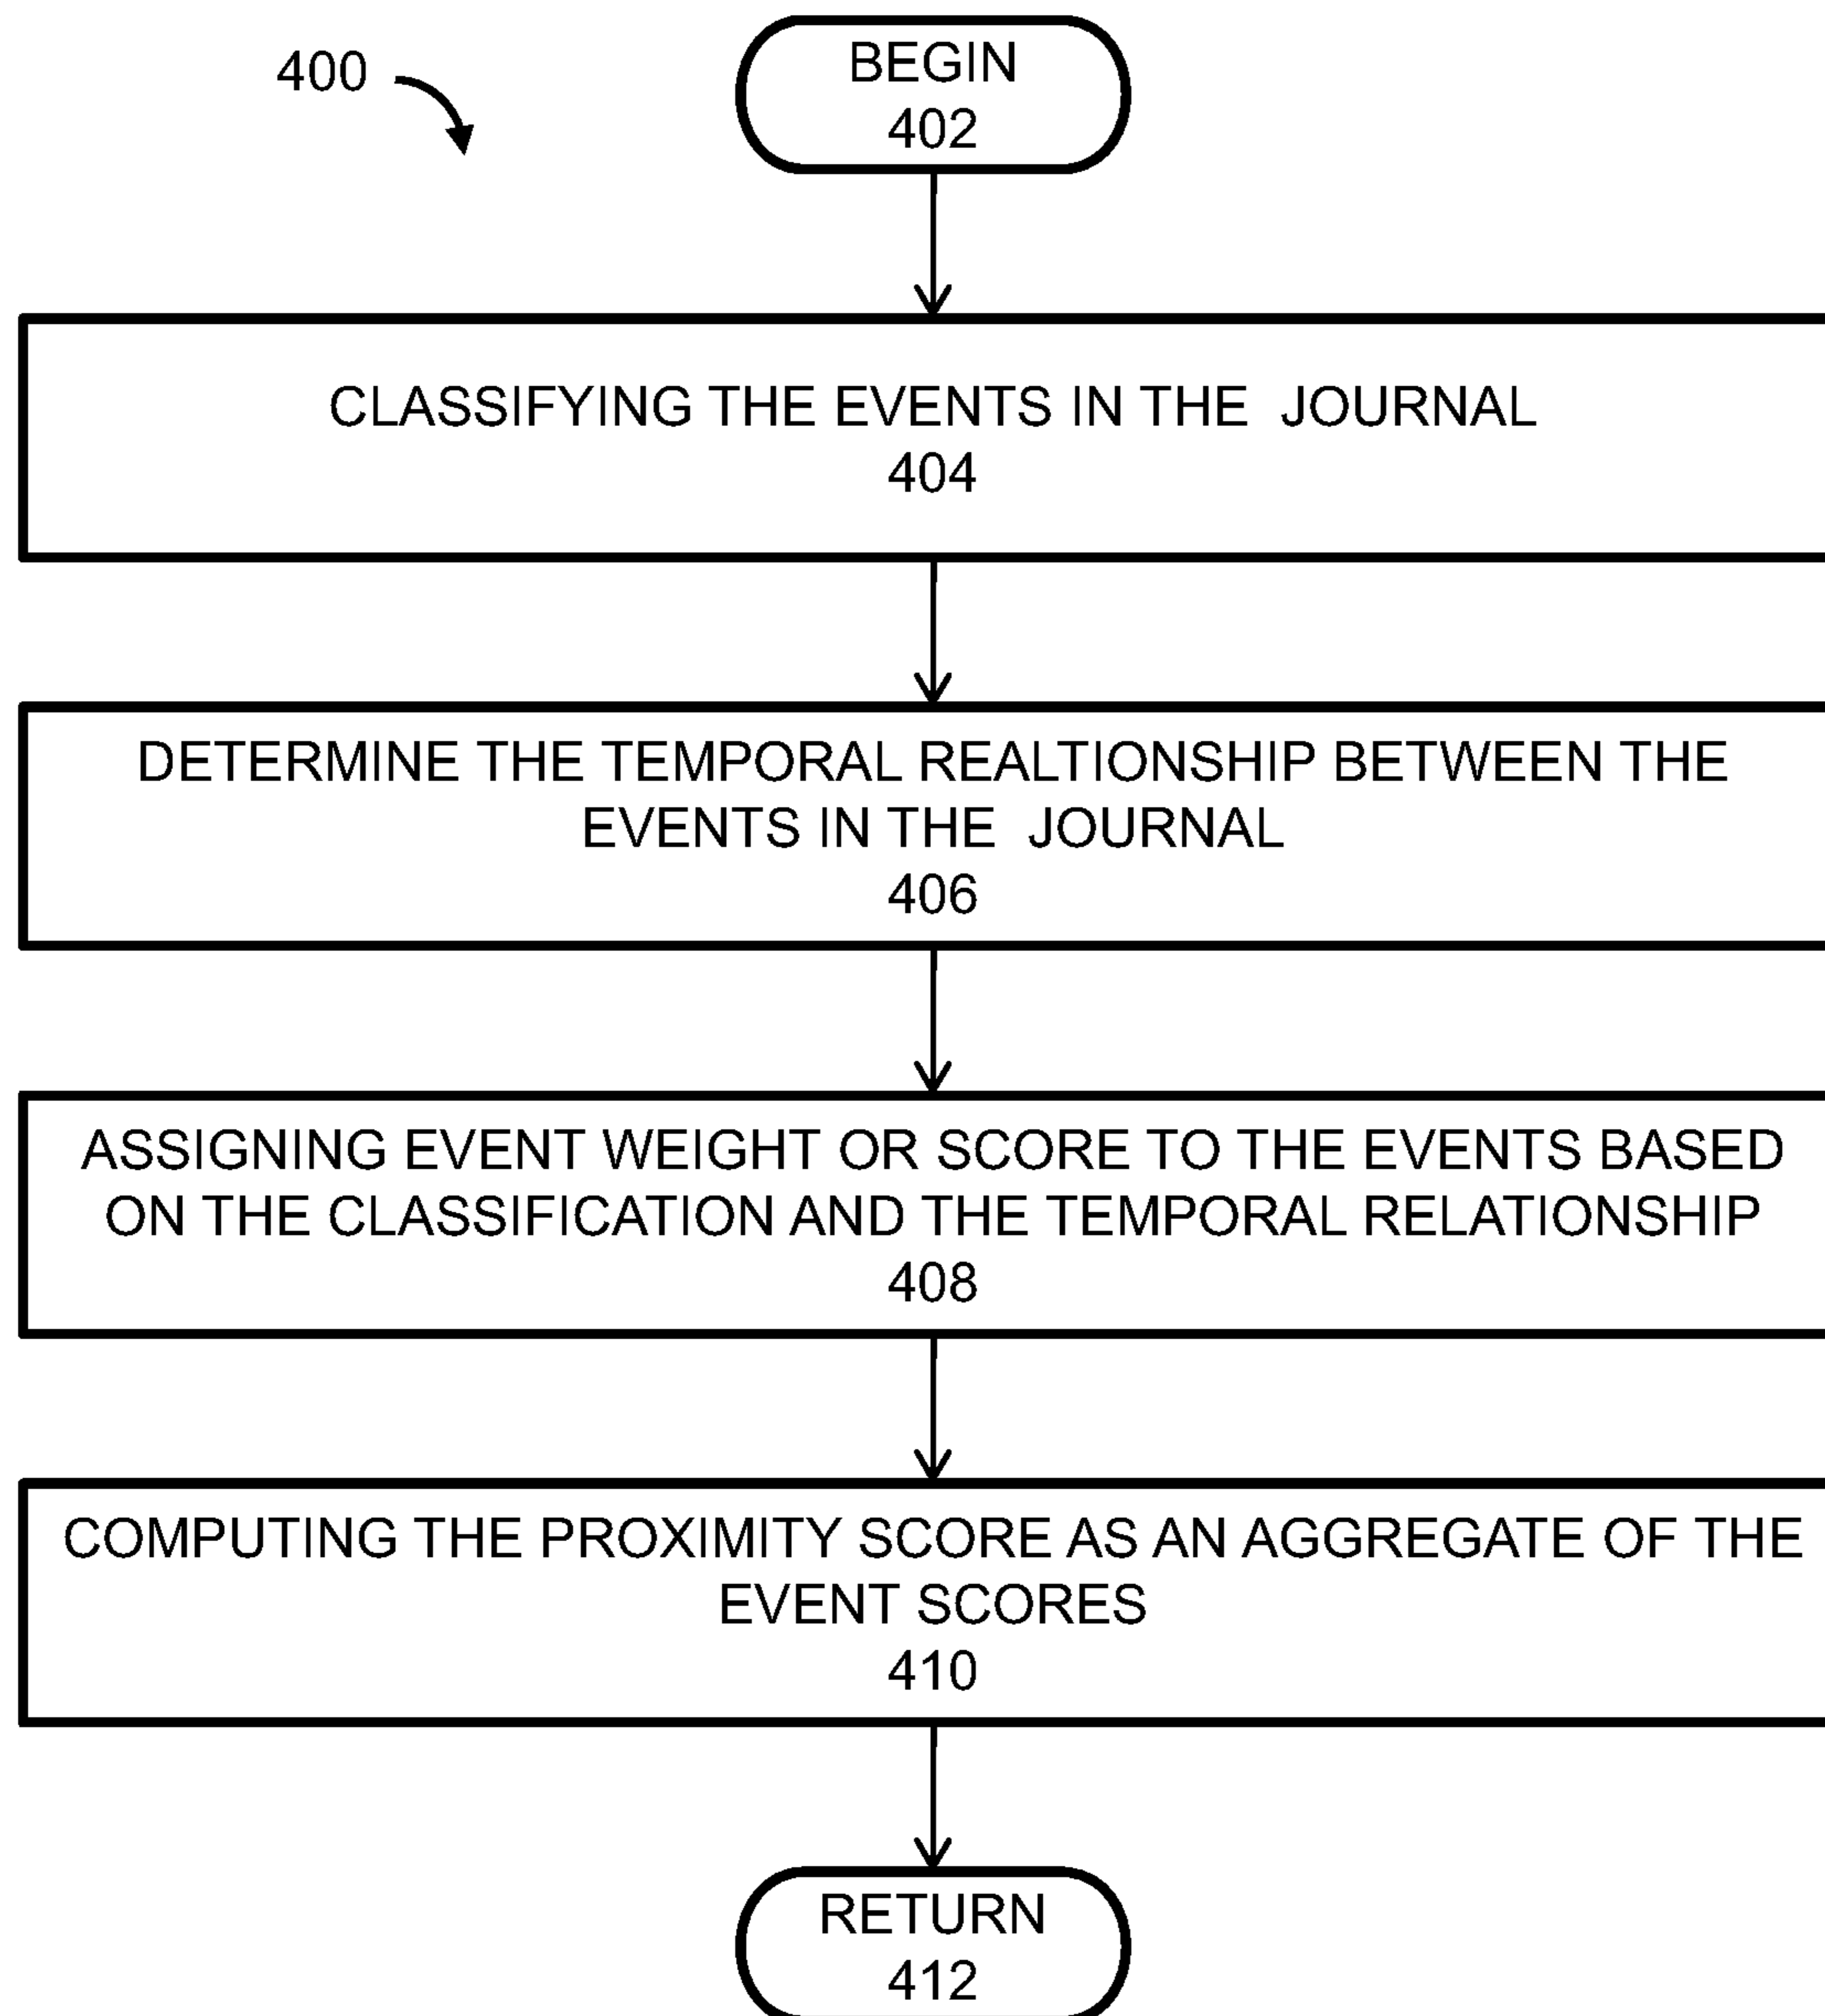 400
BEGIN
402
CLASSIFYING THE EVENTS IN THE JOURNAL
404
DETERMINE THE TEMPORAL REALTIONSHIP BETWEEN THE
EVENTS IN THE JOURNAL
406
ASSIGNING EVENT WEIGHT OR SCORE TO THE EVENTS BASED
ON THE CLASSIFICATION AND THE TEMPORAL RELATIONSHIP
408
COMPUTING THE PROXIMITY SCORE AS AN AGGREGATE OF THE
EVENT SCORES
410
RETURN
412